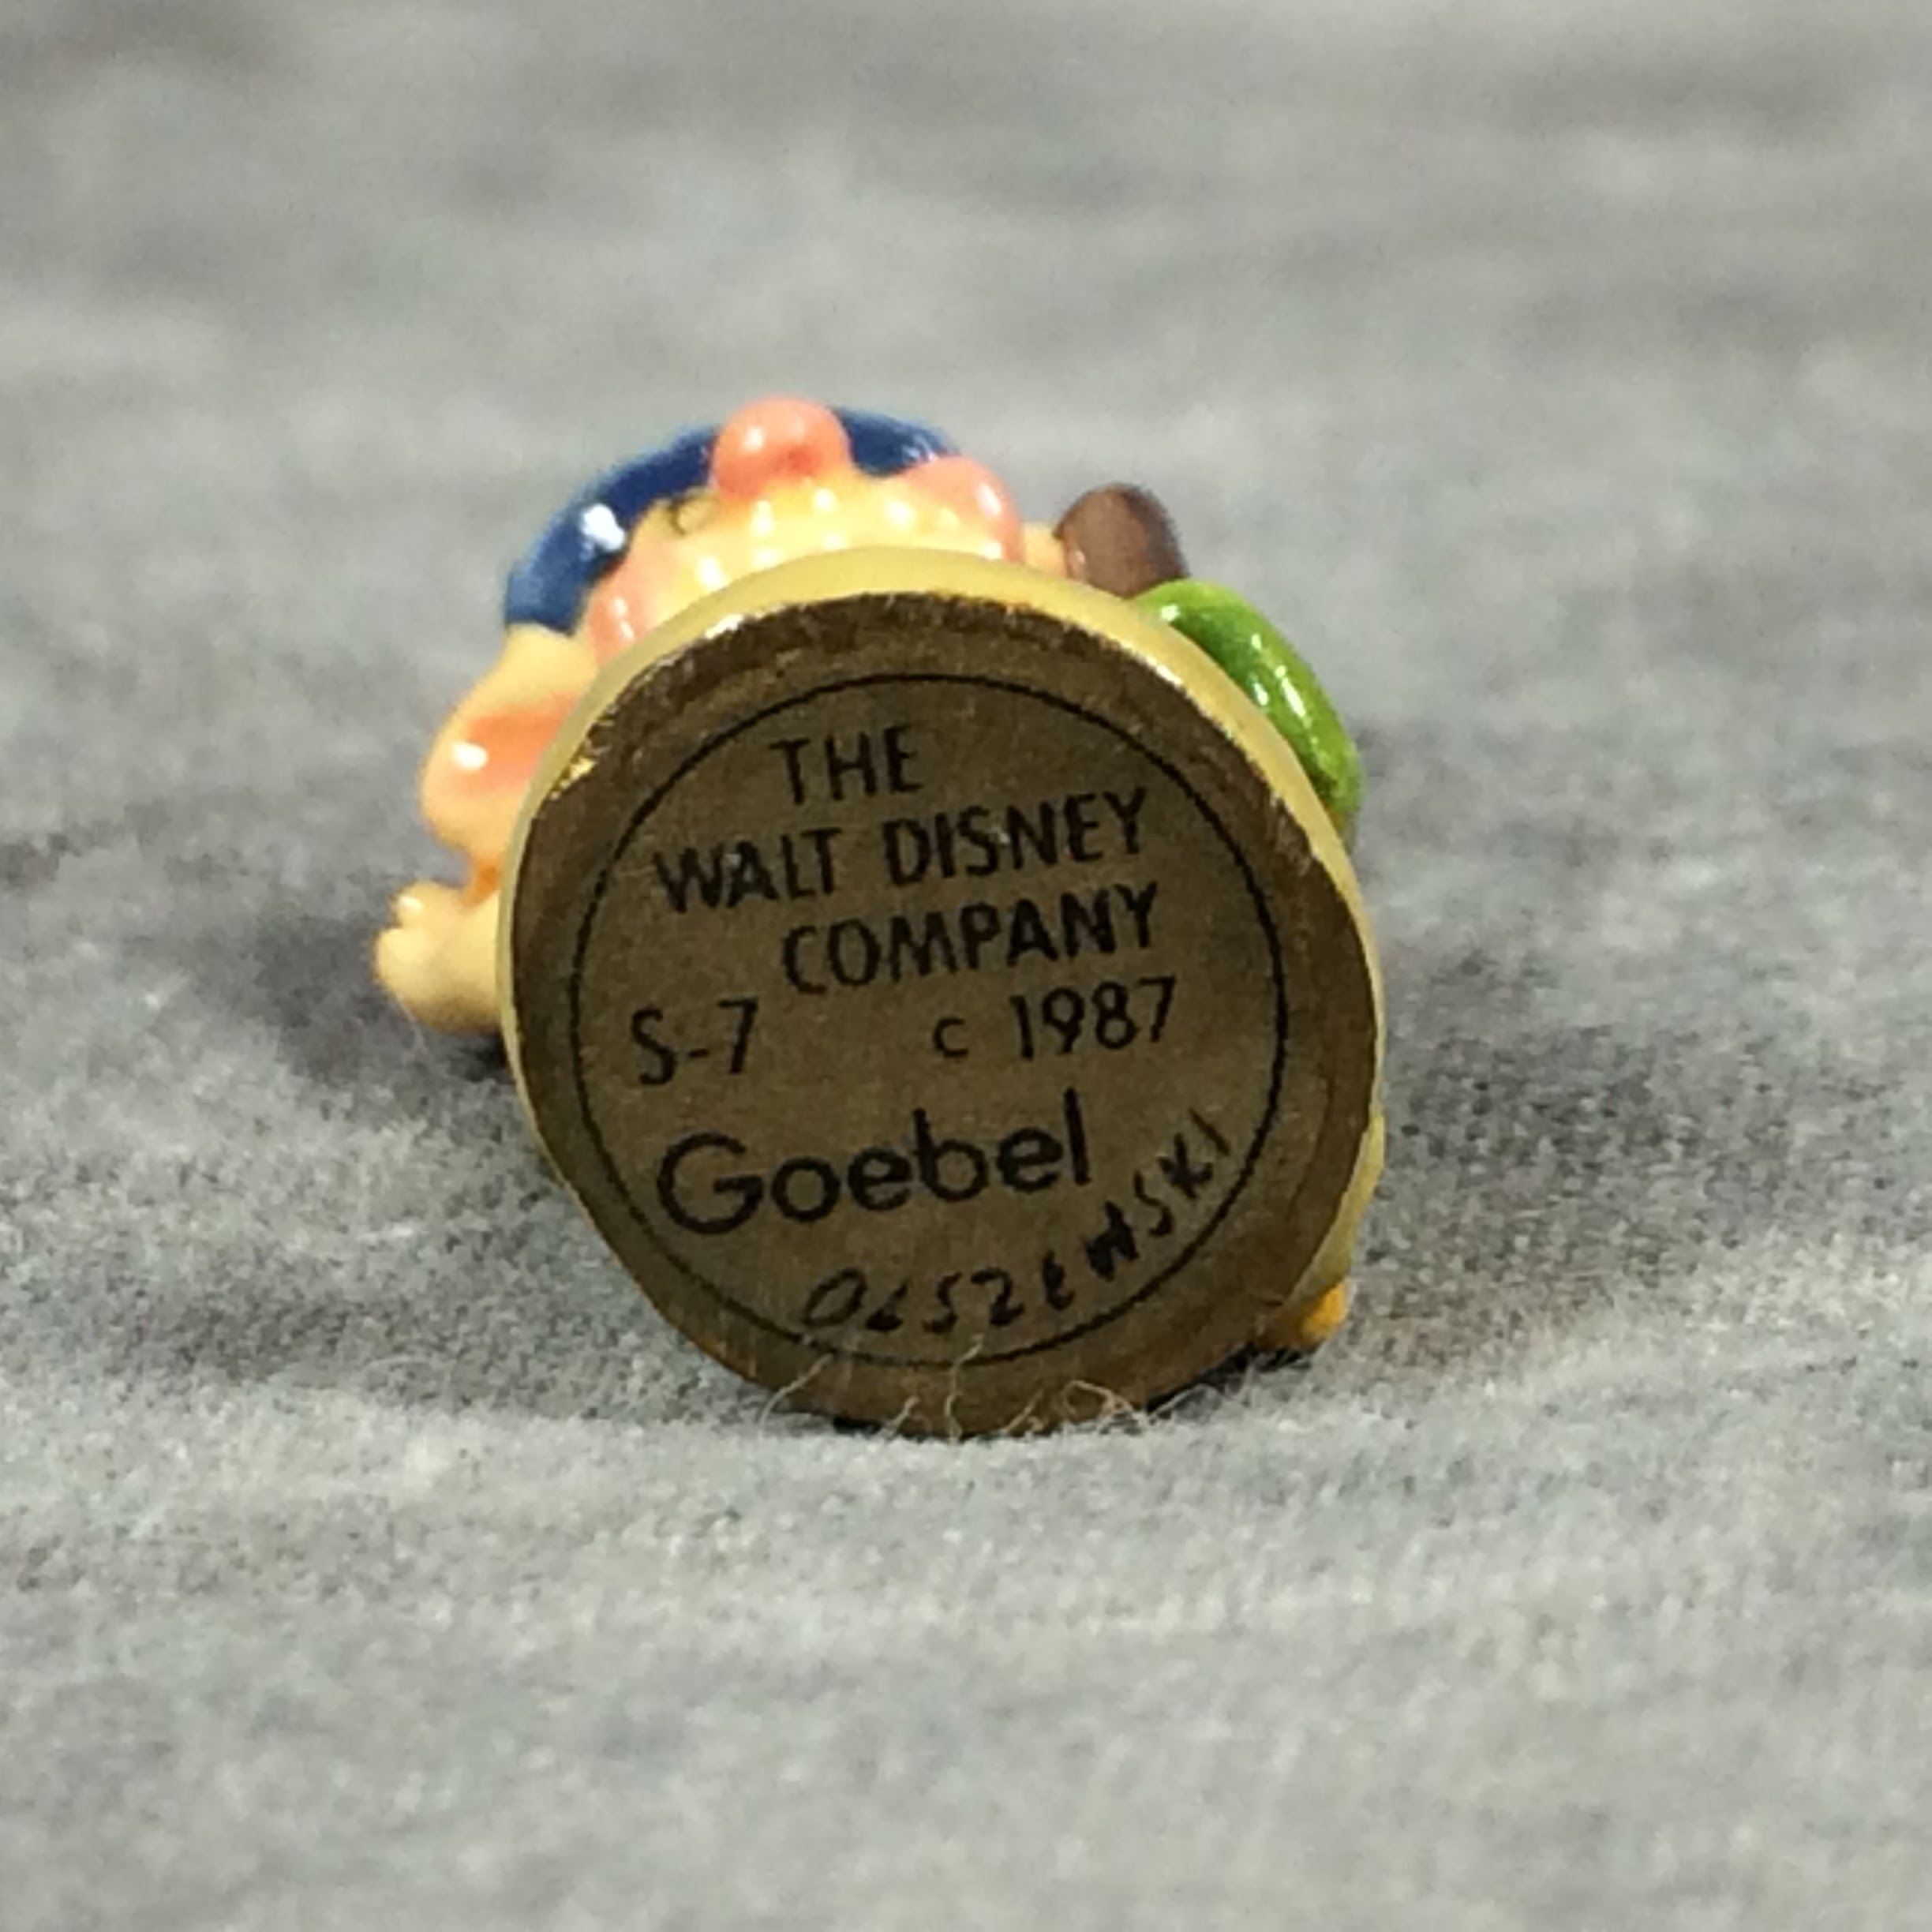 THE
WALT DISNEY
COMPANY
S-7 c 1987
Goebel
OLSZEWSKI